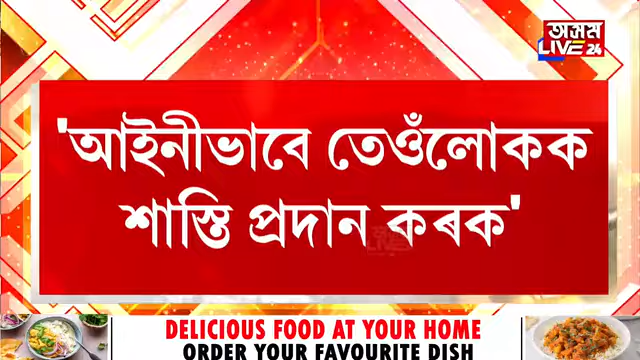 অসম
LIVE 24
'আইনীভাবে তেওঁলোকক
শাস্তি প্ৰদান কৰক'
DELICIOUS FOOD AT YOUR HOME
ORDER YOUR FAVOURITE DISH